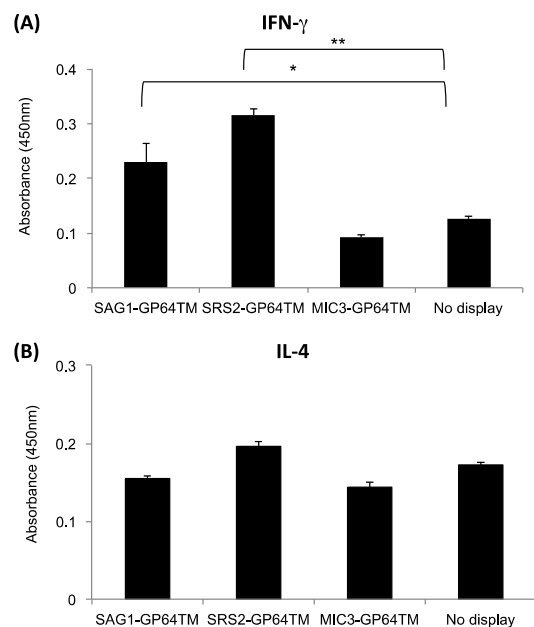 (A)
IFN-γ
**
*
0.4
0.3
0.2
0.1
0
Absorbance (450nm)
SAG1-GP64TM SRS2-GP64TM MIC3-GP64TM No display
(B)
IL-4
0.3
0.2
0.1
0
Absorbance (450nm)
SAG1-GP64TM SRS2-GP64TM MIC3-GP64TM No display